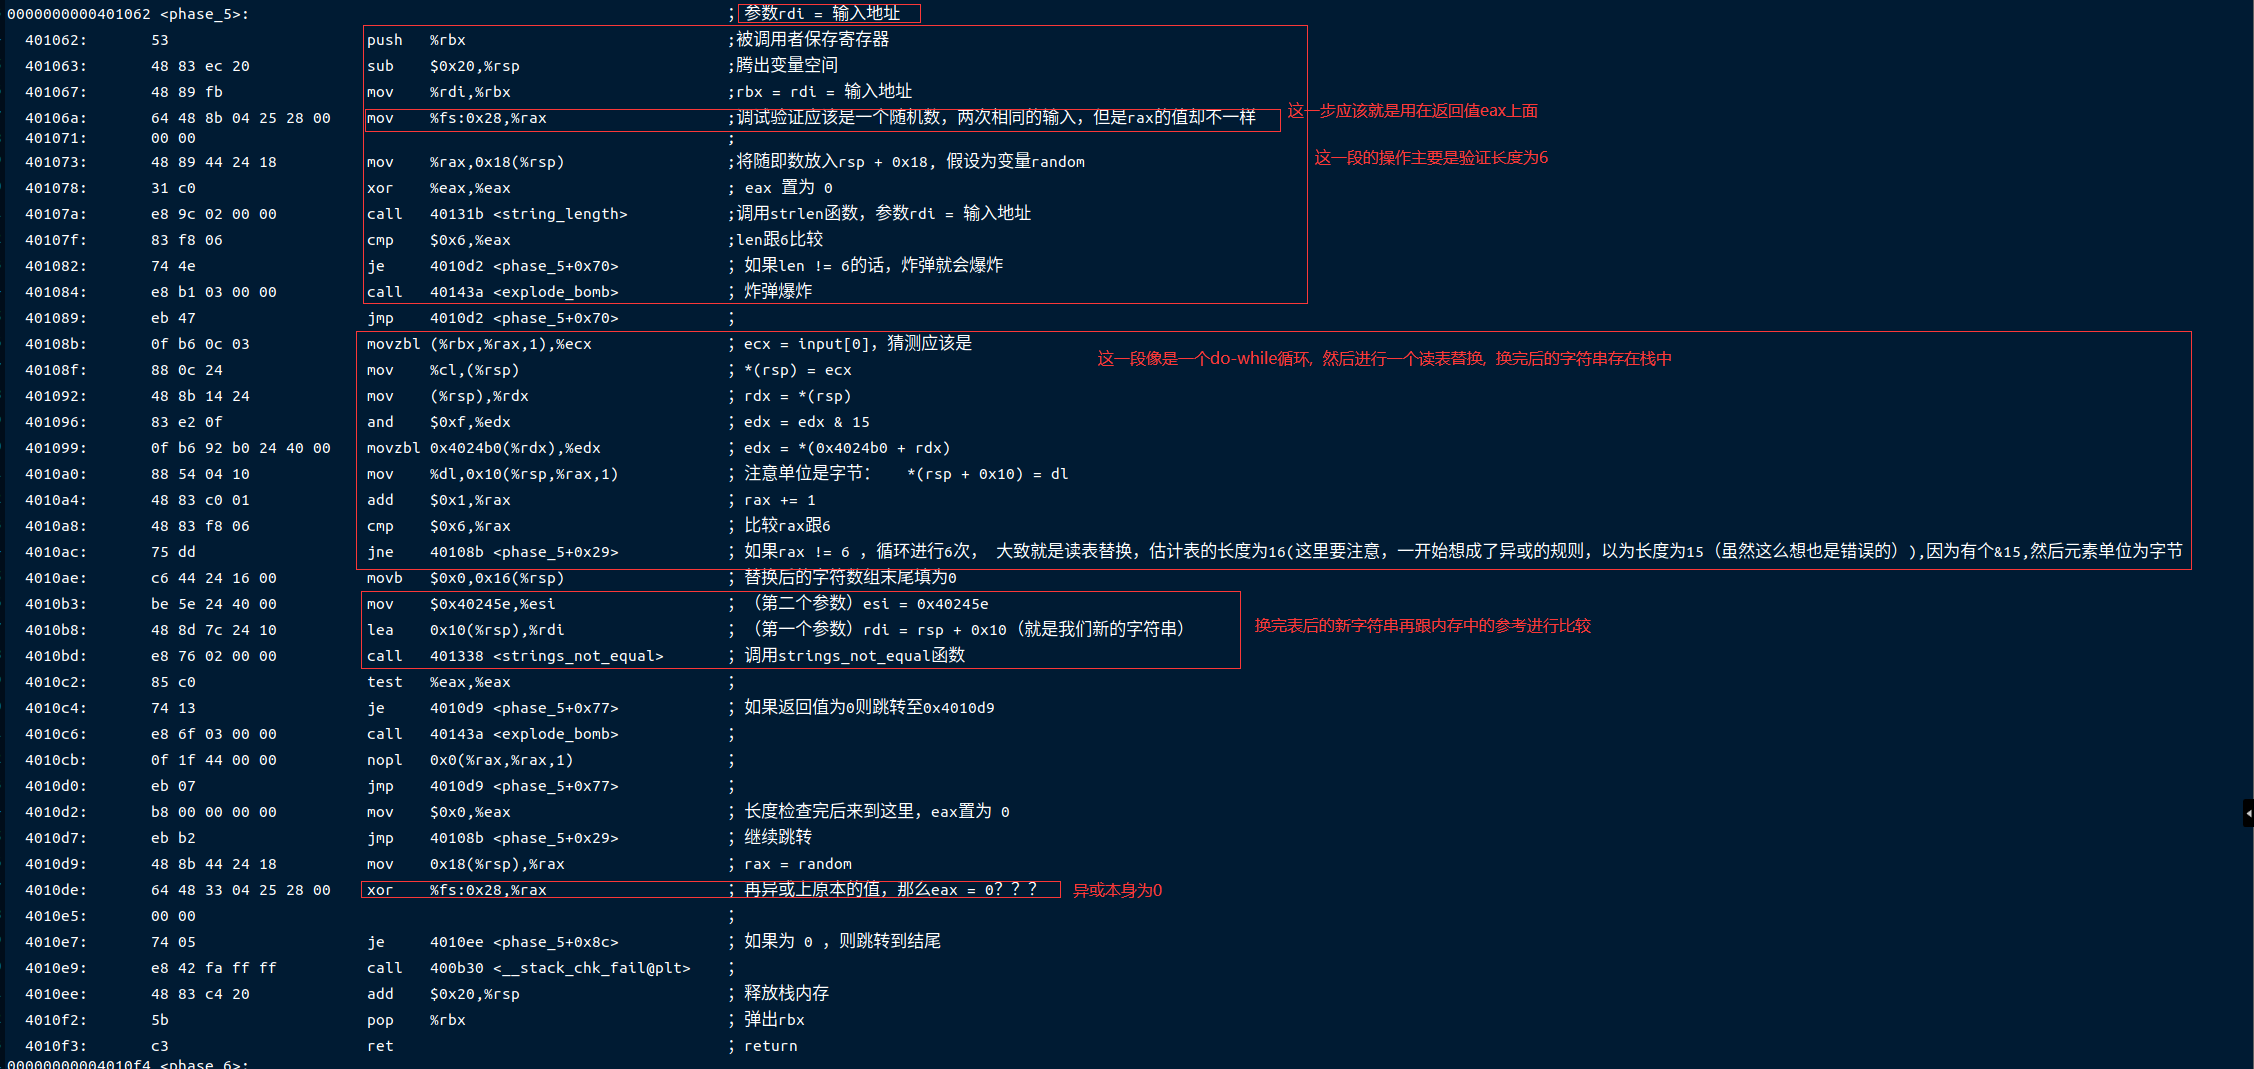 0000000000401062 <phase_5>: ; 参数rdi = 输入地址
401062: 53 push %rbx ;被调用者保存寄存器
401063: 48 83 ec 20 sub $0x20,%rsp ;腾出变量空间
401067: 48 89 fb mov %rdi,%rbx ;rbx = rdi = 输入地址
40106a: 64 48 8b 04 25 28 00 mov %fs:0x28,%rax ;调试验证应该是一个随机数，两次相同的输入，但是rax的值却不一样 这一步应该就是用在返回值eax上面
401071: 00 00 ;
401073: 48 89 44 24 18 mov %rax,0x18(%rsp) ;将随即数放入rsp + 0x18, 假设为变量random 这一段的操作主要是验证长度为6
401078: 31 c0 xor %eax,%eax ; eax 置为 0
40107a: e8 9c 02 00 00 call 40131b <string_length> ;调用strlen函数，参数rdi = 输入地址
40107f: 83 f8 06 cmp $0x6,%eax ;len跟6比较
401082: 74 4e je 4010d2 <phase_5+0x70> ; 如果len != 6的话，炸弹就会爆炸
401084: e8 b1 03 00 00 call 40143a <explode_bomb> ; 炸弹爆炸
401089: eb 47 jmp 4010d2 <phase_5+0x70> ;
40108b: 0f b6 0c 03 movzbl (%rbx,%rax,1),%ecx ; ecx = input[0]，猜测应该是 这一段像是一个do-while循环, 然后进行一个读表替换, 换完后的字符串存在栈中
40108f: 88 0c 24 mov %cl,(%rsp) ; *(rsp) = ecx
401092: 48 8b 14 24 mov (%rsp),%rdx ; rdx = *(rsp)
401096: 83 e2 0f and $0xf,%edx ; edx = edx & 15
401099: 0f b6 92 b0 24 40 00 movzbl 0x4024b0(%rdx),%edx ; edx = *(0x4024b0 + rdx)
4010a0: 88 54 04 10 mov %dl,0x10(%rsp,%rax,1) ; 注意单位是字节： *(rsp + 0x10) = dl
4010a4: 48 83 c0 01 add $0x1,%rax ; rax += 1
4010a8: 48 83 f8 06 cmp $0x6,%rax ; 比较rax跟6
4010ac: 75 dd jne 40108b <phase_5+0x29> ; 如果rax != 6 ，循环进行6次， 大致就是读表替换，估计表的长度为16(这里要注意，一开始想成了异或的规则，以为长度为15（虽然这么想也是错误的）),因为有个&15,然后元素单位为字节
4010ae: c6 44 24 16 00 movb $0x0,0x16(%rsp) ; 替换后的字符数组末尾填为0
4010b3: be 5e 24 40 00 mov $0x40245e,%esi ; （第二个参数）esi = 0x40245e
4010b8: 48 8d 7c 24 10 lea 0x10(%rsp),%rdi ; （第一个参数）rdi = rsp + 0x10（就是我们新的字符串） 换完表后的新字符串再跟内存中的参考进行比较
4010bd: e8 76 02 00 00 call 401338 <strings_not_equal> ; 调用strings_not_equal函数
4010c2: 85 c0 test %eax,%eax ;
4010c4: 74 13 je 4010d9 <phase_5+0x77> ; 如果返回值为0则跳转至0x4010d9
4010c6: e8 6f 03 00 00 call 40143a <explode_bomb> ;
4010cb: 0f 1f 44 00 00 nopl 0x0(%rax,%rax,1) ;
4010d0: eb 07 jmp 4010d9 <phase_5+0x77> ;
4010d2: b8 00 00 00 00 mov $0x0,%eax ; 长度检查完后来到这里，eax置为 0
4010d7: eb b2 jmp 40108b <phase_5+0x29> ; 继续跳转
4010d9: 48 8b 44 24 18 mov 0x18(%rsp),%rax ; rax = random
4010de: 64 48 33 04 25 28 00 xor %fs:0x28,%rax ; 再异或上原本的值，那么eax = 0？？？ 异或本身为0
4010e5: 00 00 ;
4010e7: 74 05 je 4010ee <phase_5+0x8c> ; 如果为 0 ，则跳转到结尾
4010e9: e8 42 fa ff ff call 400b30 <__stack_chk_fail@plt> ;
4010ee: 48 83 c4 20 add $0x20,%rsp ; 释放栈内存
4010f2: 5b pop %rbx ; 弹出rbx
4010f3: c3 ret ; return
00000000004010f4 <phase_6>: